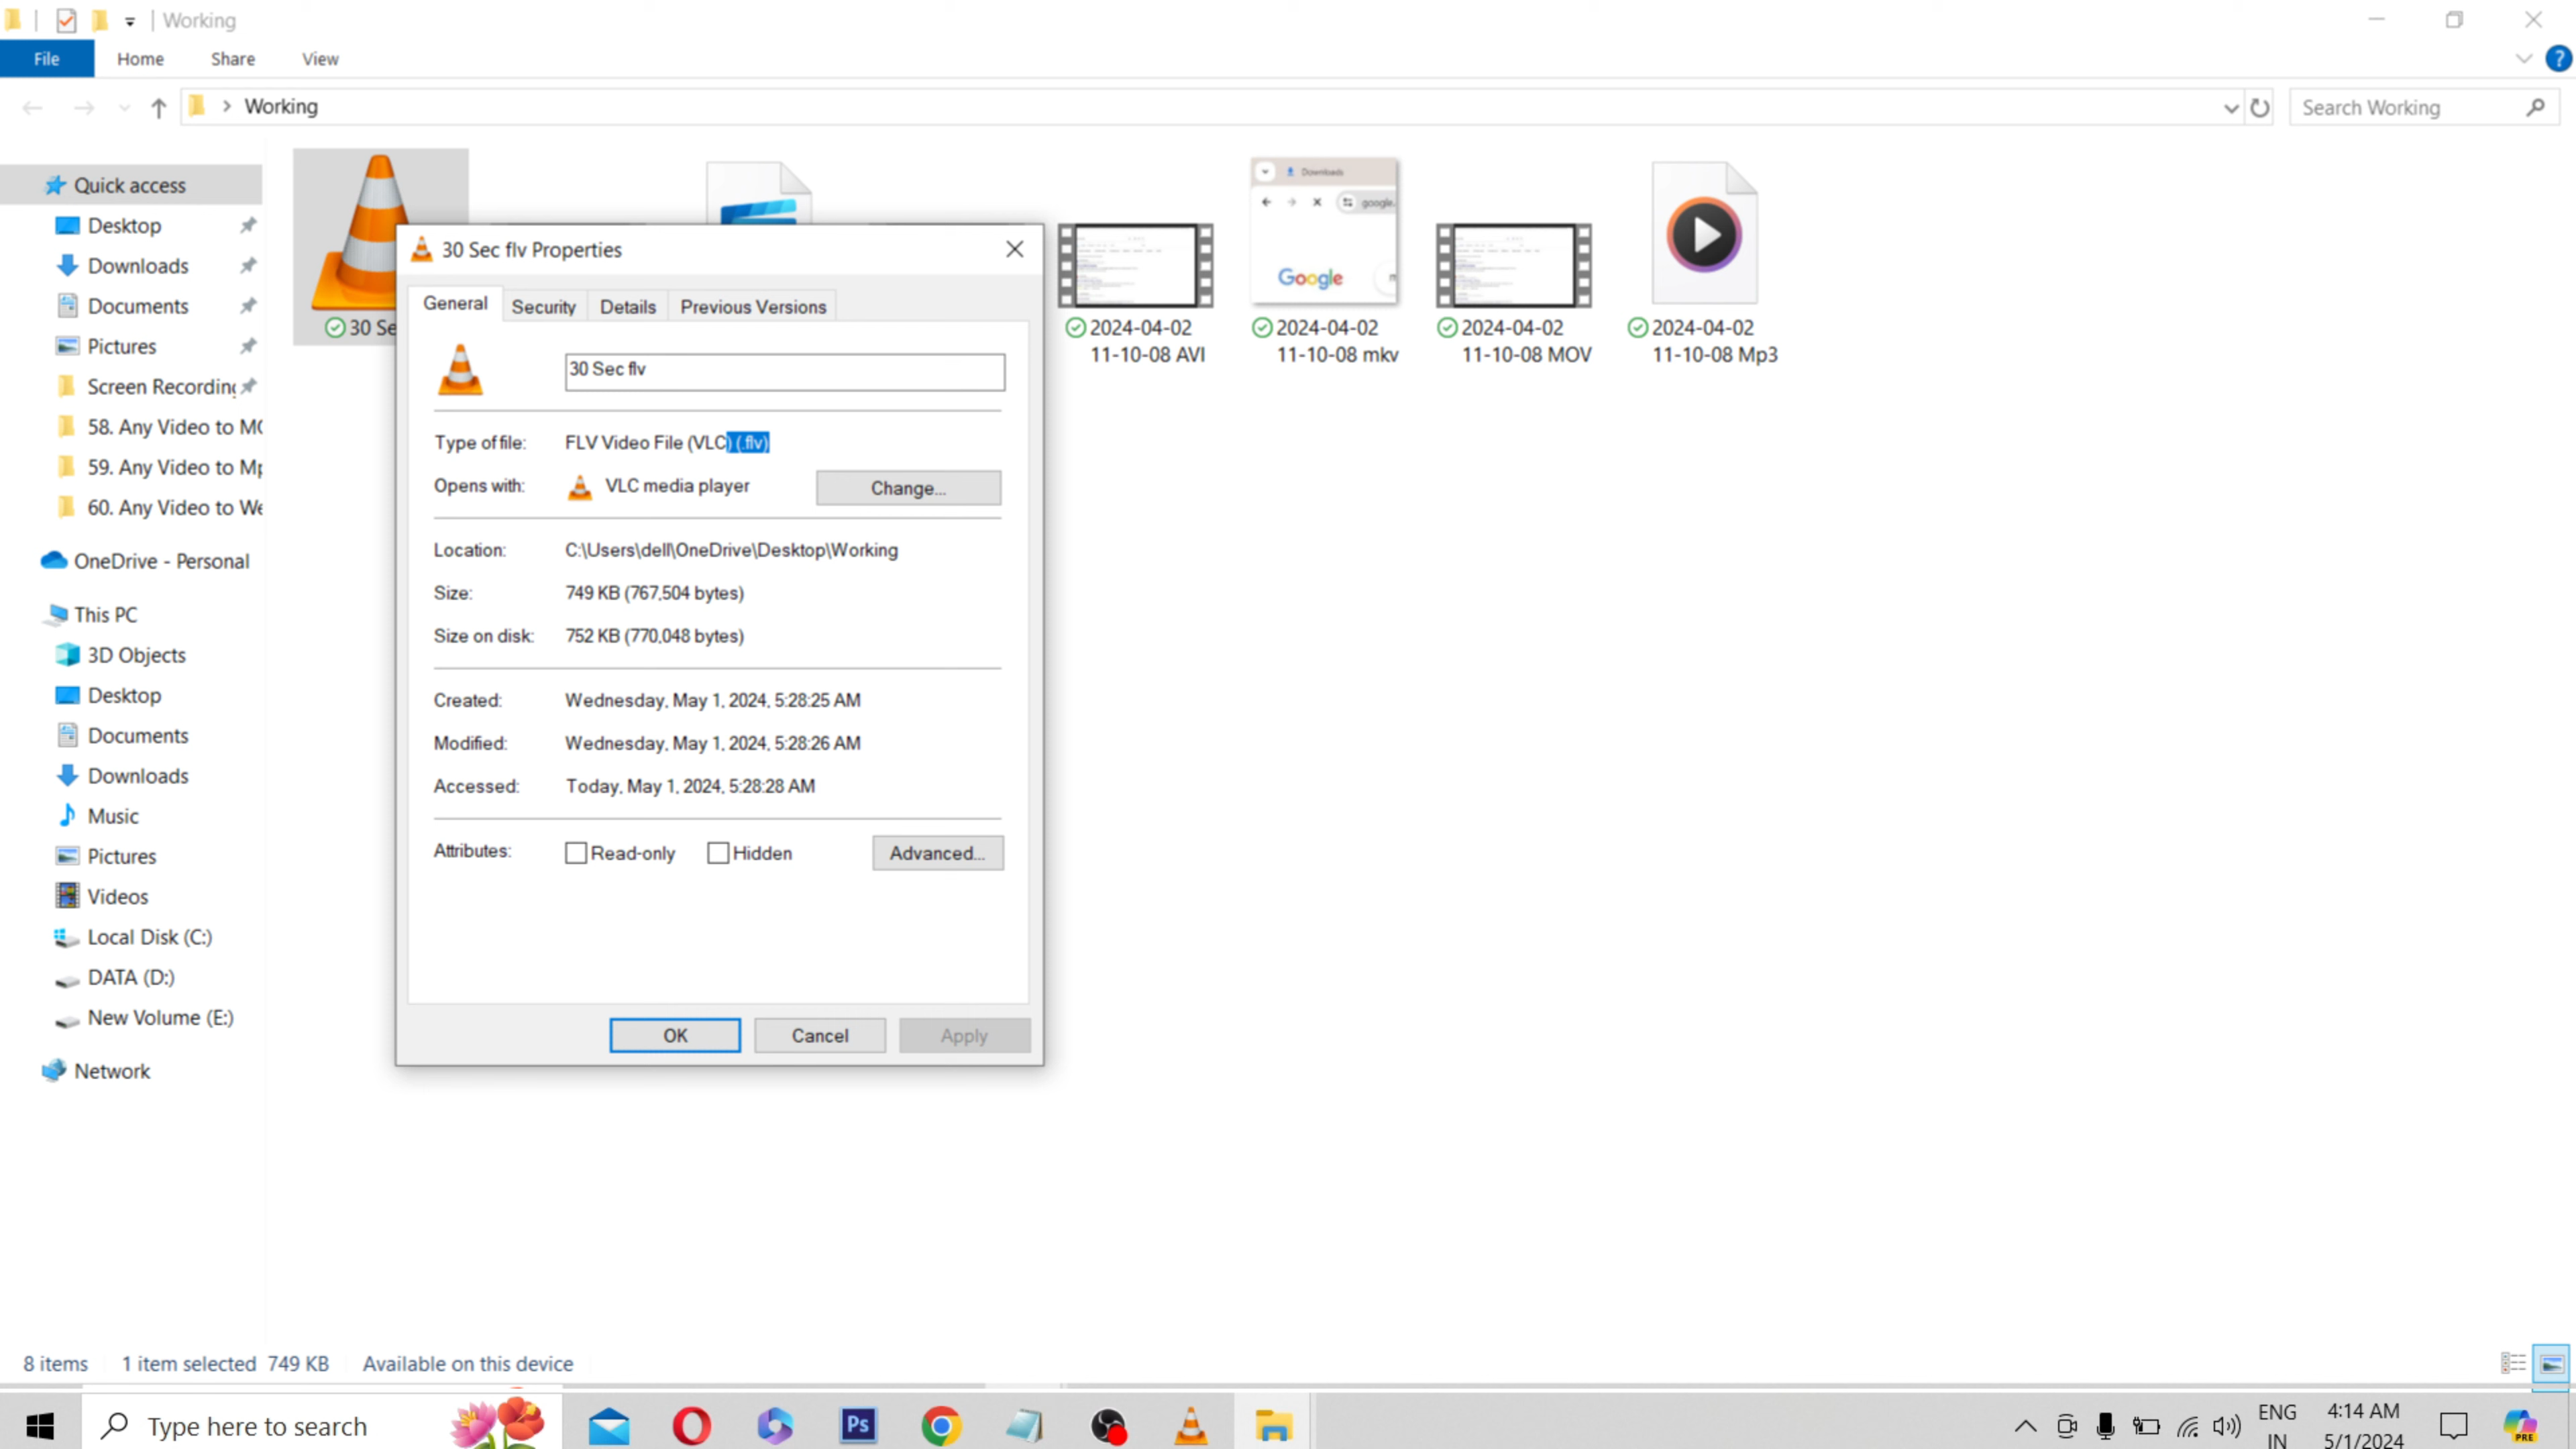 Working
File Home Share View
Working
Search Working
Quick access
Desktop
Downloads
Documents
Pictures
Screen Recording
58. Any Video to MO
59. Any Video to Mp
60. Any Video to We
OneDrive - Personal
This PC
3D Objects
Desktop
Documents
Downloads
Music
Pictures
Videos
Local Disk (C:)
DATA (D:)
New Volume (E:)
Network
30 Se
Downloads
google.
Google
2024-04-02
11-10-08 AVI
2024-04-02
11-10-08 mkv
2024-04-02
11-10-08 MOV
2024-04-02
11-10-08 Mp3
30 Sec flv Properties
General Security Details Previous Versions
30 Sec flv
Type of file: FLV Video File (VLC) (.flv)
Opens with: VLC media player Change...
Location: C:\Users\dell\OneDrive\Desktop\Working
Size: 749 KB (767,504 bytes)
Size on disk: 752 KB (770,048 bytes)
Created: Wednesday, May 1, 2024, 5:28:25 AM
Modified: Wednesday, May 1, 2024, 5:28:26 AM
Accessed: Today, May 1, 2024, 5:28:28 AM
Attributes: Read-only Hidden Advanced...
OK Cancel Apply
8 items 1 item selected 749 KB Available on this device
Type here to search
Ps
ENG
IN
4:14 AM
5/1/2024
PRE